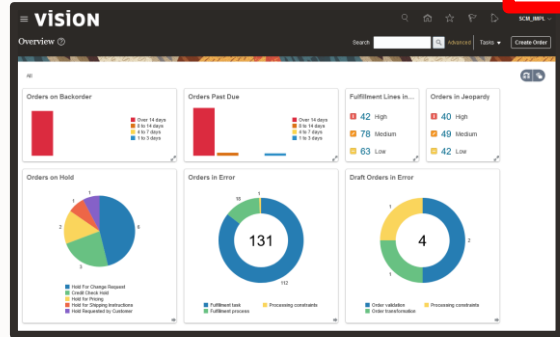 ≡ VISION
SCM_IMPL
Overview
Search
Advanced
Tasks
Create Order
All
Orders on Backorder
Over 14 days
8 to 14 days
4 to 7 days
1 to 3 days
Orders Past Due
Over 14 days
8 to 14 days
4 to 7 days
1 to 3 days
Fulfillment Lines in...
42 High
78 Medium
63 Low
Orders in Jeopardy
40 High
49 Medium
42 Low
Orders on Hold
1
1
2
3
Hold For Change Request
Credit Check Hold
Hold for Pricing
Hold for Shipping Instructions
Hold Requested by Customer
Orders in Error
18
1
131
112
Fulfillment task
Processing constraints
Fulfillment process
Draft Orders in Error
1
4
2
1
Order validation
Processing constraints
Order transformation